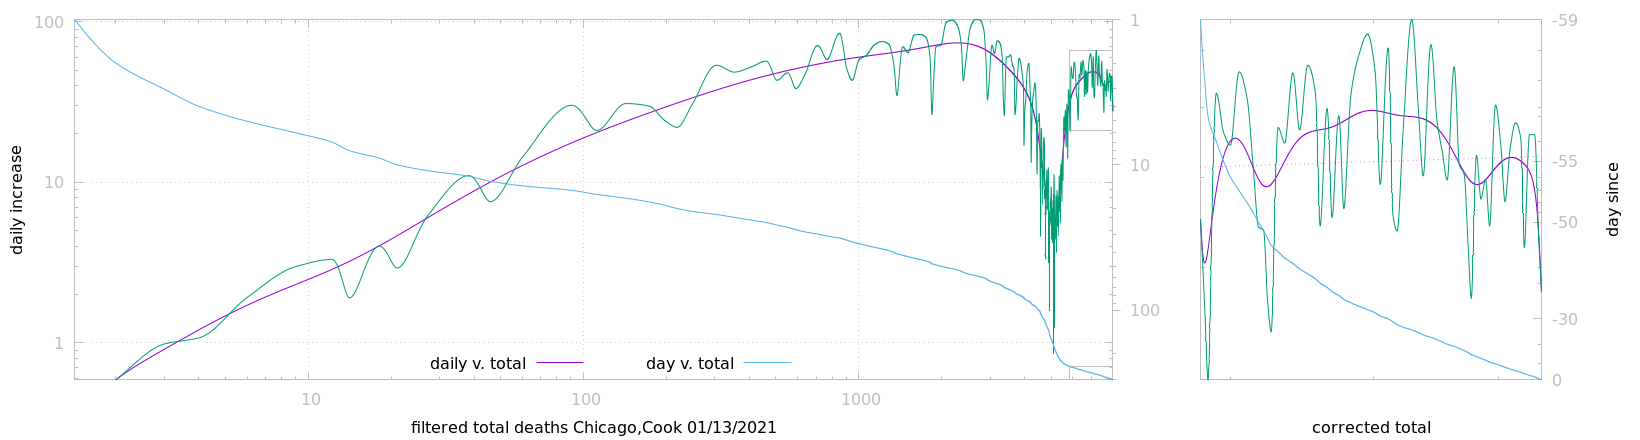 100
10
1
daily increase
10
100
1000
filtered total deaths Chicago,Cook 01/13/2021
daily v. total
day v. total
1
10
100
-59
-55
-50
-30
0
day since
corrected total